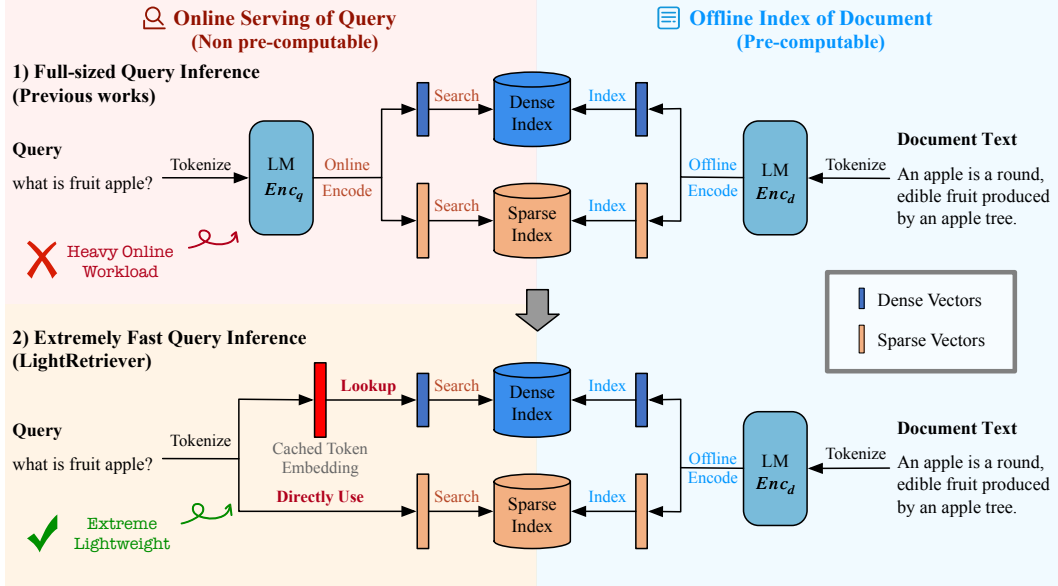 Online Serving of Query
(Non pre-computable)
Offline Index of Document
(Pre-computable)
1) Full-sized Query Inference
(Previous works)
Query
what is fruit apple?
Tokenize
LM
Enc_q
Online
Encode
Search
Dense
Index
Index
Search
Sparse
Index
Index
Offline
Encode
LM
Enc_d
Tokenize
Document Text
An apple is a round,
edible fruit produced
by an apple tree.
Heavy Online
Workload
Dense Vectors
Sparse Vectors
2) Extremely Fast Query Inference
(LightRetriever)
Query
what is fruit apple?
Tokenize
Cached Token
Embedding
Lookup
Directly Use
Search
Dense
Index
Index
Search
Sparse
Index
Index
Offline
Encode
LM
Enc_d
Tokenize
Document Text
An apple is a round,
edible fruit produced
by an apple tree.
Extreme
Lightweight